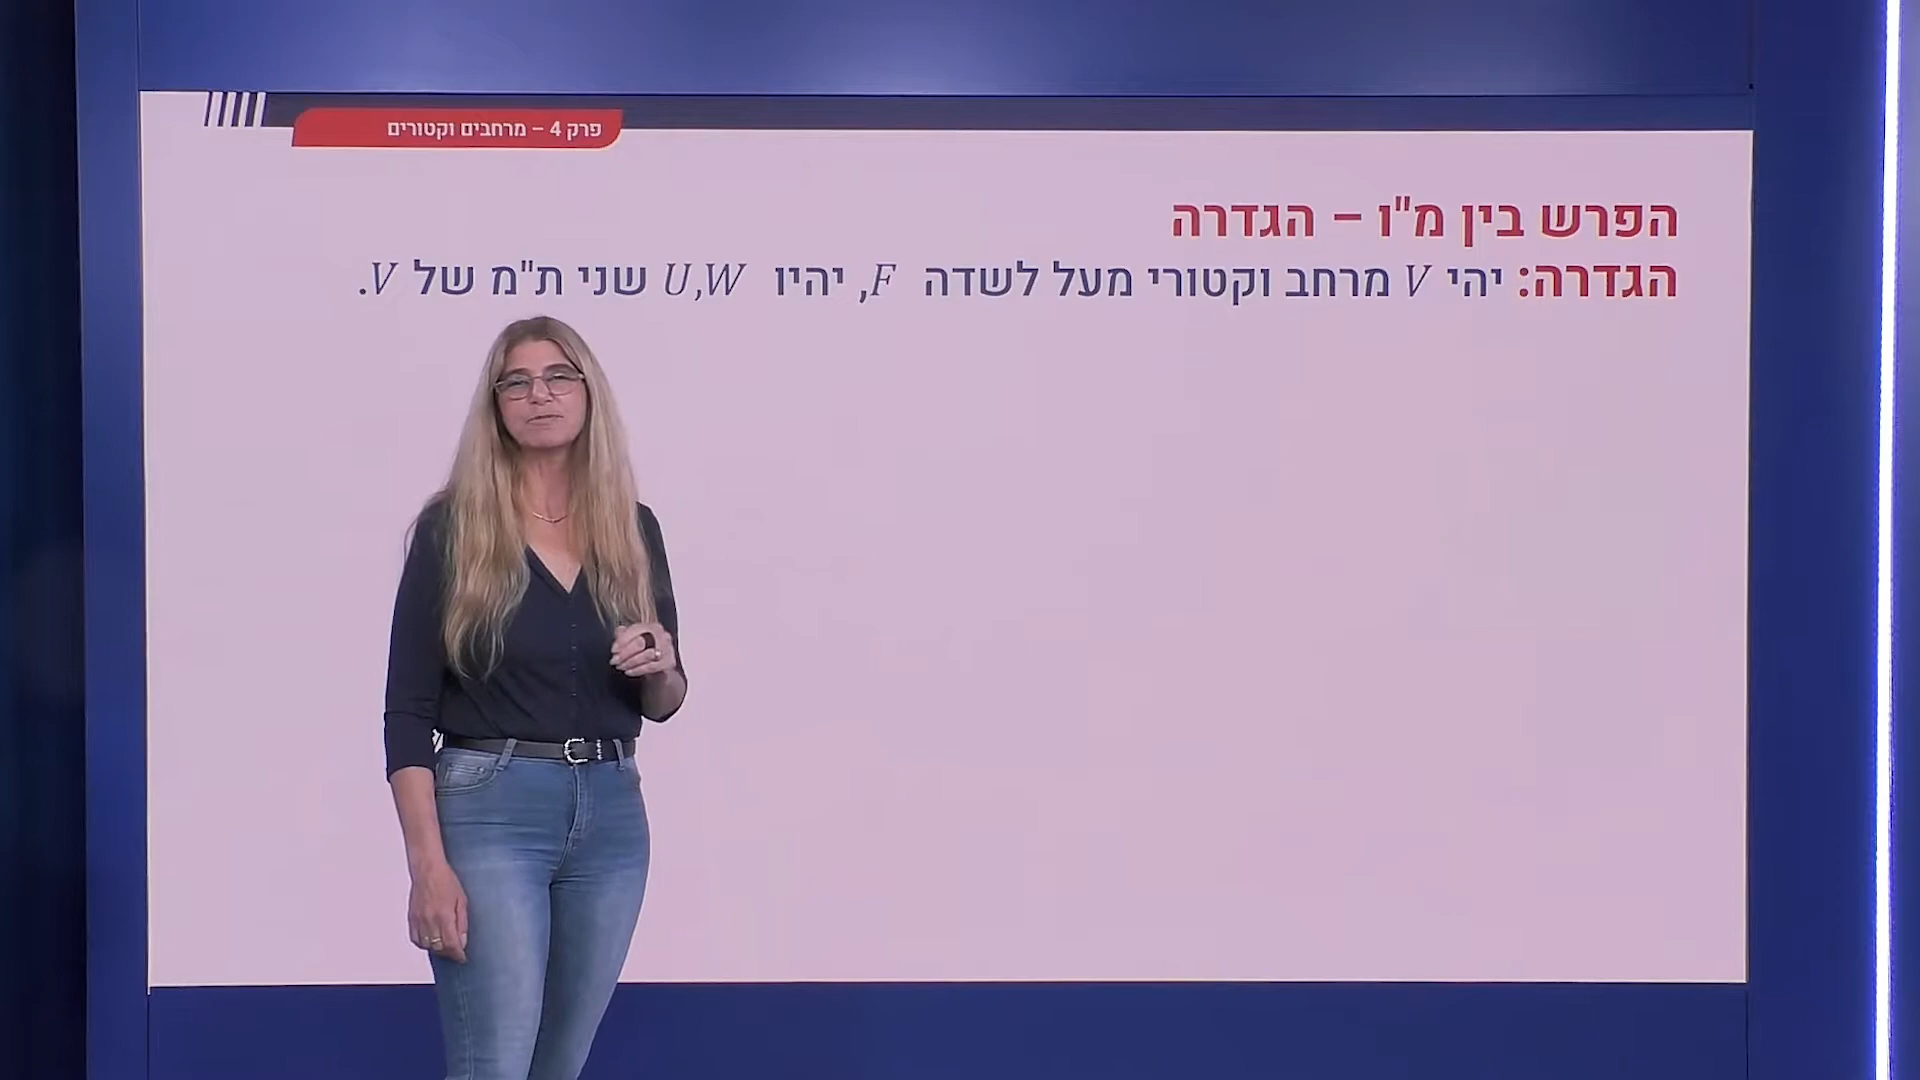 פרק 4 – מרחבים וקטורים
הפרש בין מ"ו – הגדרה
הגדרה: יהי V מרחב וקטורי מעל לשדה F, יהיו U,W שני ת"מ של V.